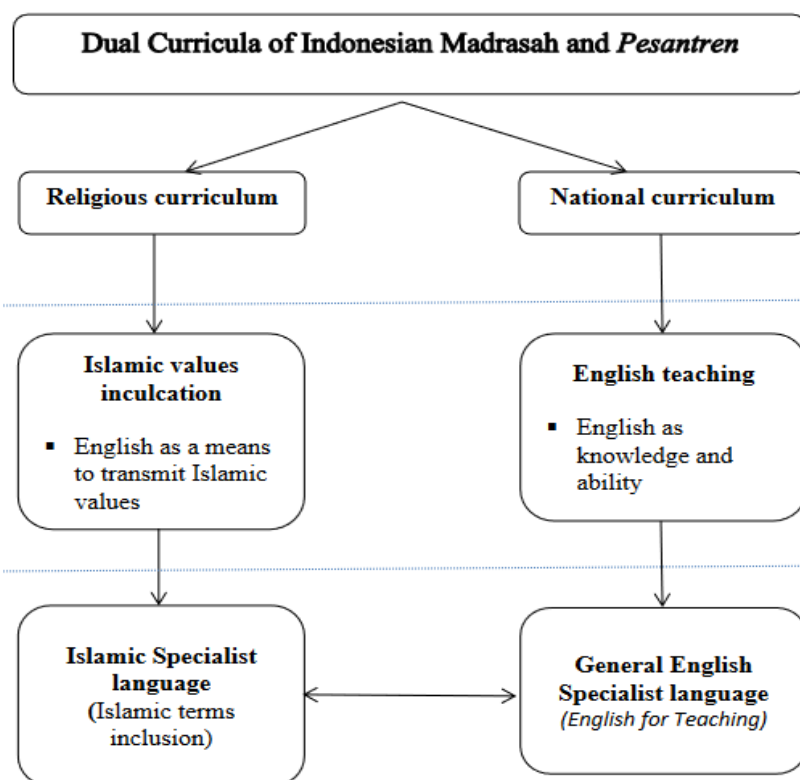 Dual Curricula of Indonesian Madrasah and Pesantren
Religious curriculum
National curriculum
Islamic values
inculcation
▪ English as a means
to transmit Islamic
values
English teaching
▪ English as
knowledge and
ability
Islamic Specialist
language
(Islamic terms
inclusion)
General English
Specialist language
(English for Teaching)